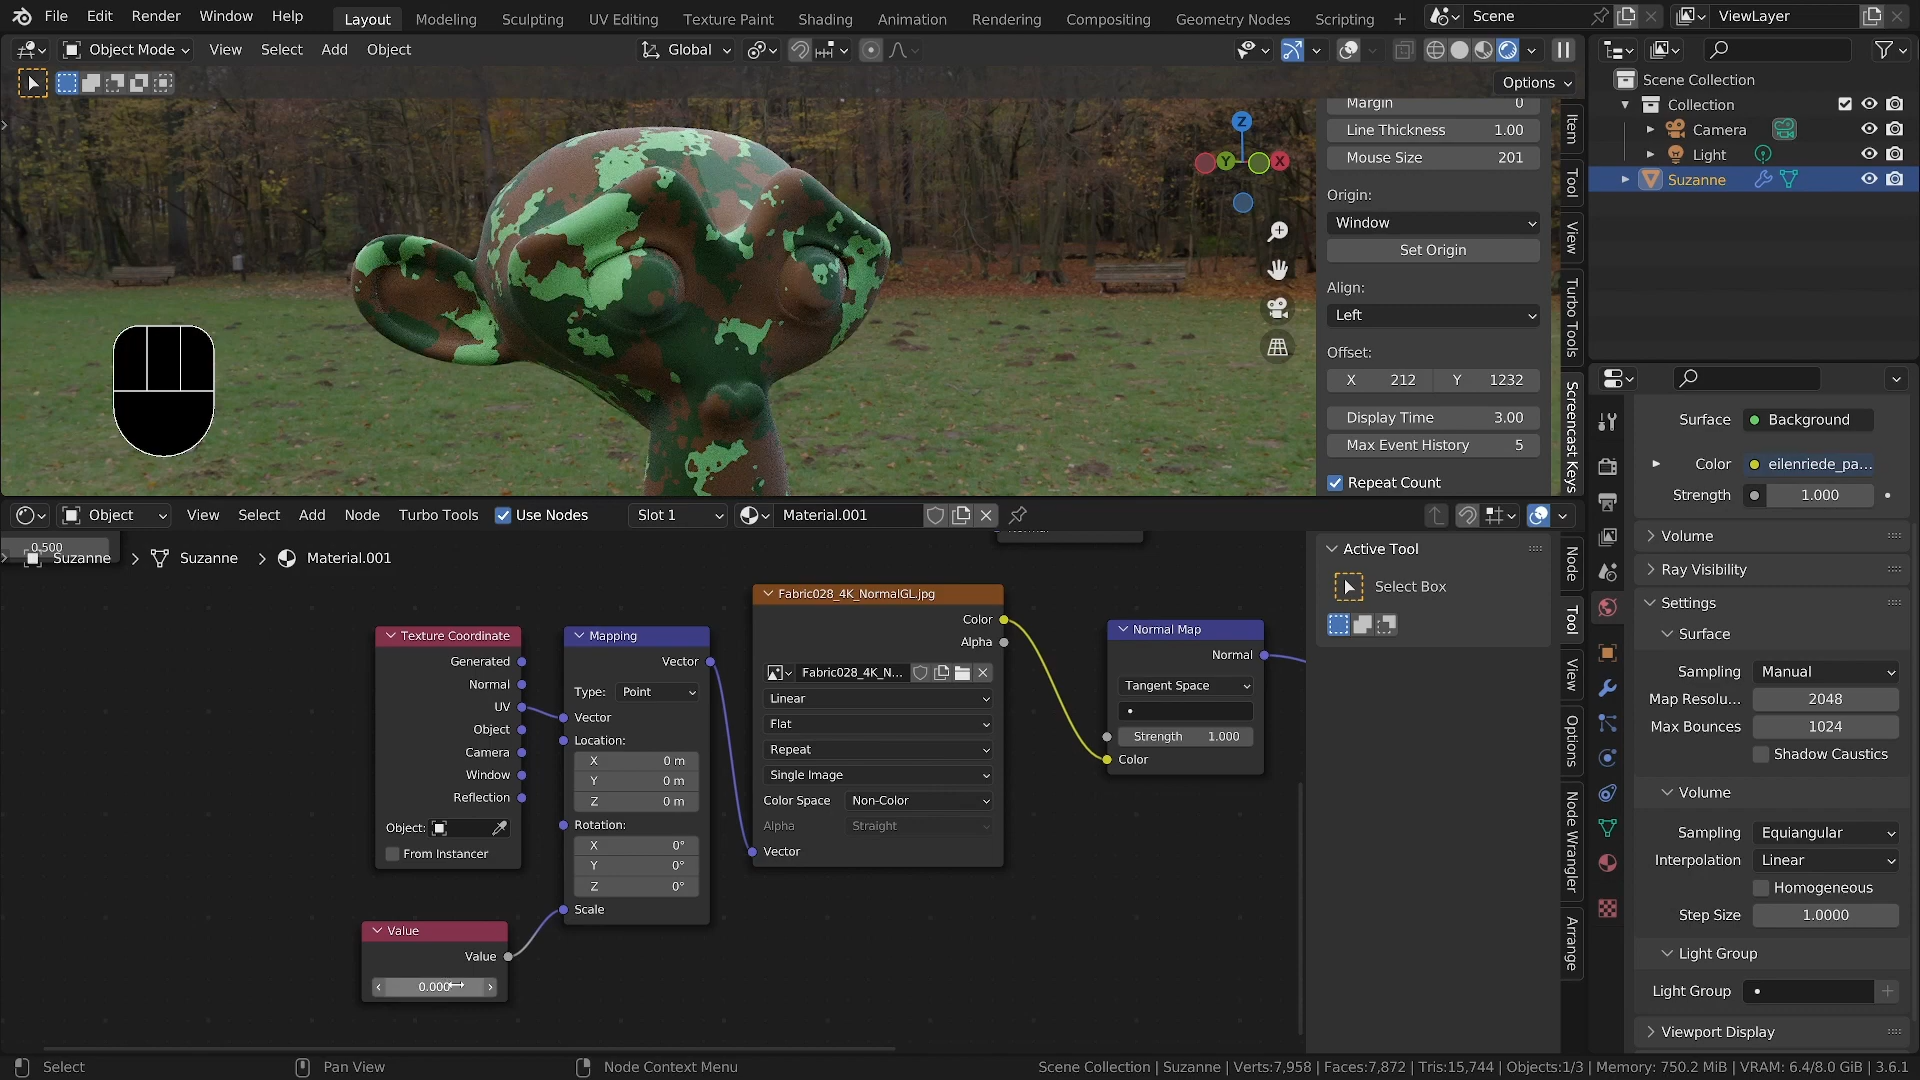 File Edit Render Window Help Layout Modeling Sculpting UV Editing Texture Paint Shading Animation Rendering Compositing Geometry Nodes Scripting + Scene ViewLayer
Object Mode View Select Add Object Global
Options
Scene Collection
Collection
Camera
Light
Suzanne
Margin 0
Line Thickness 1.00
Mouse Size 201
Origin:
Window
Set Origin
Align:
Left
Offset:
X 212 Y 1232
Display Time 3.00
Max Event History 5
Repeat Count
Z
Y
X
Item
Tool
View
Turbo Tools
Screencast Keys
Object View Select Add Node Turbo Tools Use Nodes Slot 1 Material.001
0.500
Suzanne > Suzanne > Material.001
Texture Coordinate
Generated
Normal
UV
Object
Camera
Window
Reflection
Object:
From Instancer
Value
Value
0.000
Mapping
Vector
Type: Point
Vector
Location:
X 0 m
Y 0 m
Z 0 m
Rotation:
X 0°
Y 0°
Z 0°
Scale
Fabric028_4K_NormalGL.jpg
Color
Alpha
Fabric028_4K_N...
Linear
Flat
Repeat
Single Image
Color Space Non-Color
Alpha Straight
Vector
Normal Map
Normal
Tangent Space
Strength 1.000
Color
Active Tool
Select Box
Node
Tool
View
Options
Node Wrangler
Arrange
Surface Background
Color eilenriede_pa...
Strength 1.000
Volume
Ray Visibility
Settings
Surface
Sampling Manual
Map Resolu... 2048
Max Bounces 1024
Shadow Caustics
Volume
Sampling Equiangular
Interpolation Linear
Homogeneous
Step Size 1.0000
Light Group
Light Group
Viewport Display
Select Pan View Node Context Menu Scene Collection | Suzanne | Verts:7,958 | Faces:7,872 | Tris:15,744 | Objects:1/3 | Memory: 750.2 MiB | VRAM: 6.4/8.0 GiB | 3.6.1